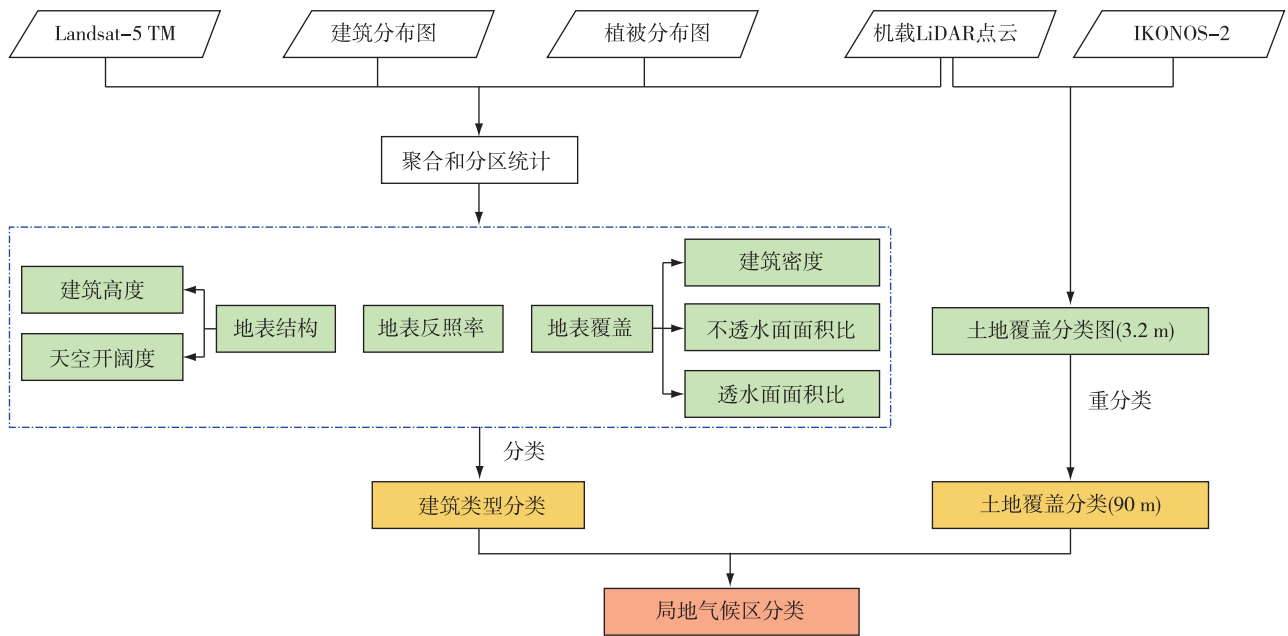 Landsat-5 TM
建筑分布图
植被分布图
机载LiDAR点云
IKONOS-2
聚合和分区统计
建筑高度
天空开阔度
地表结构
地表反照率
地表覆盖
建筑密度
不透水面面积比
透水面面积比
土地覆盖分类图(3.2 m)
分类
重分类
建筑类型分类
土地覆盖分类(90 m)
局地气候区分类